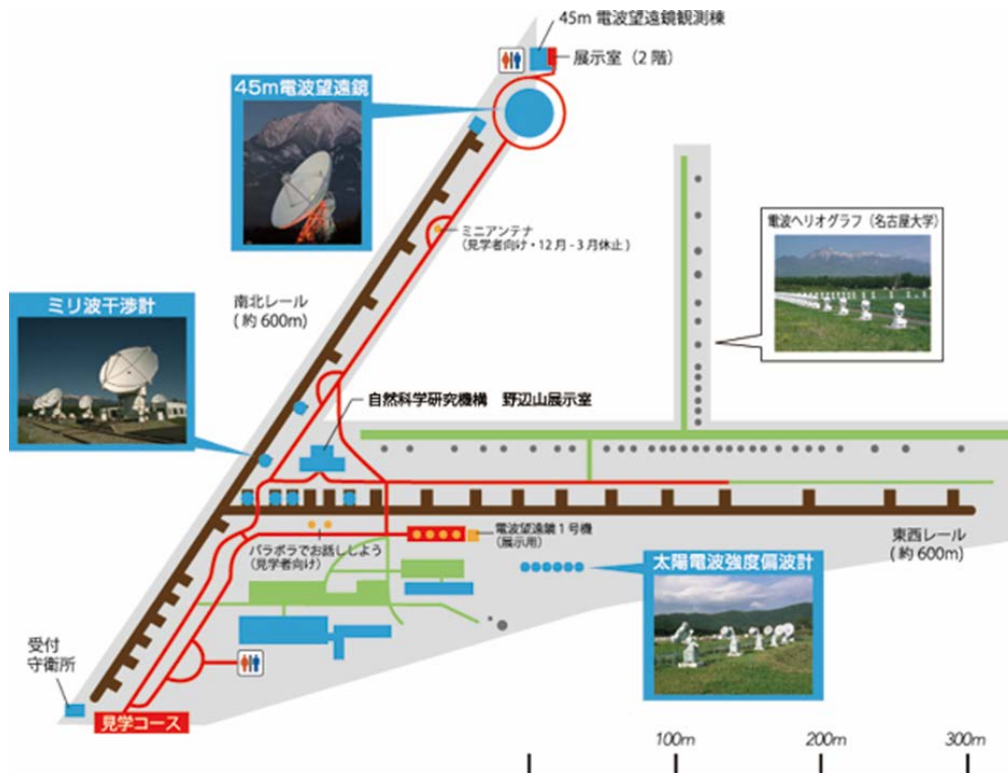 45m 電波望遠鏡観測棟
展示室（2 階）
45m電波望遠鏡
ミニアンテナ
（見学者向け・12 月 - 3 月休止）
電波ヘリオグラフ（名古屋大学）
南北レール
( 約 600m)
ミリ波干渉計
自然科学研究機構　野辺山展示室
電波望遠鏡 1 号機
（展示用）
パラボラでお話ししよう
（見学者向け）
東西レール
( 約 600m)
太陽電波強度偏波計
受付
守衛所
見学コース
100m
200m
300m